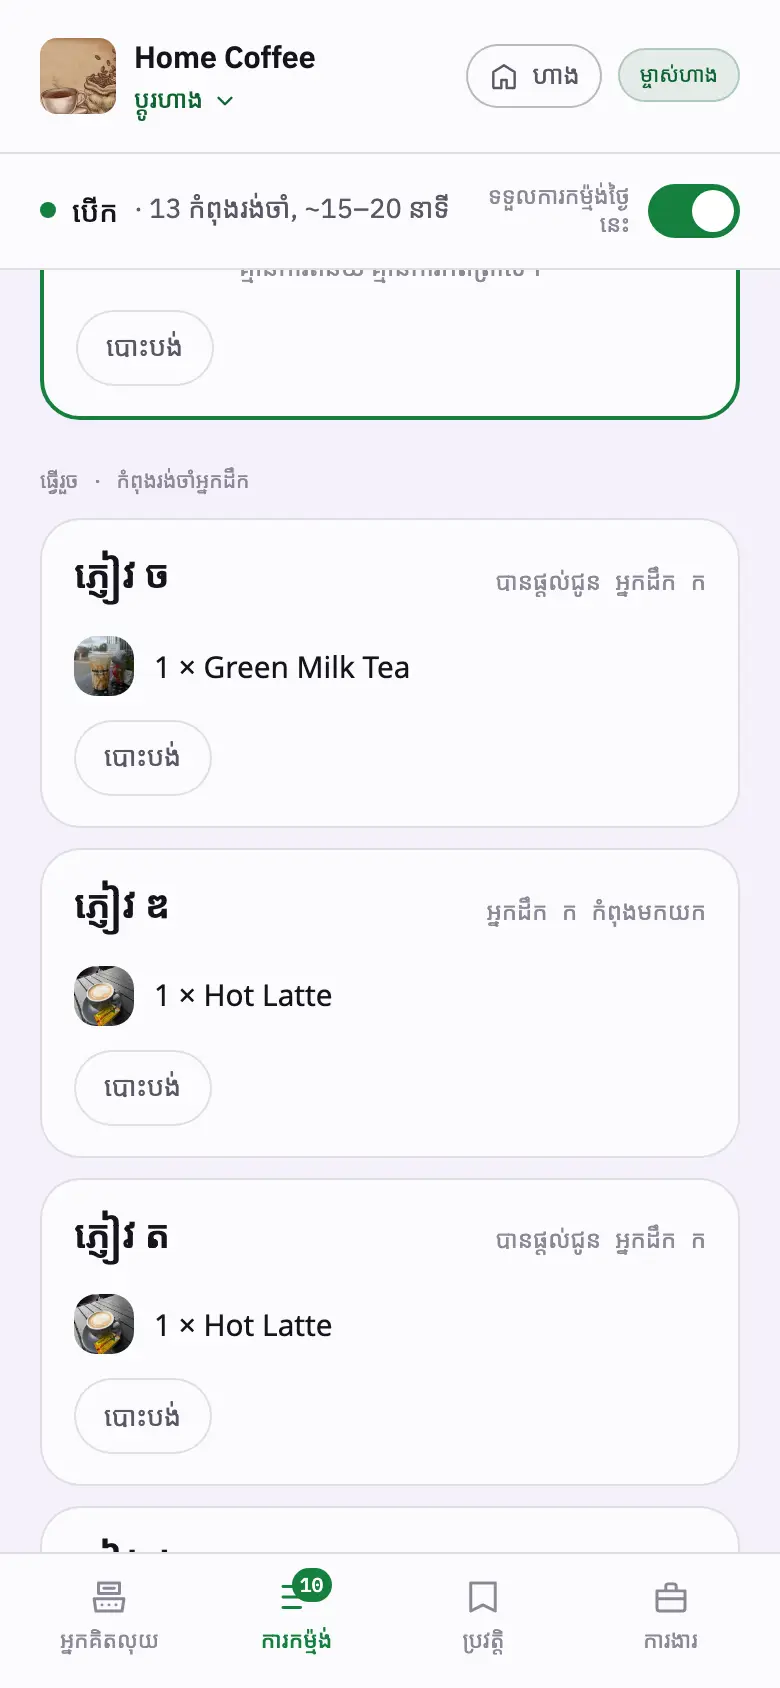 Home Coffee
ប្ដូរហាង
ហាង
ម្ចាស់ហាង
បើក · 13 កំពុងរង់ចាំ, ~15–20 នាទី
ទទួលការកម្ម៉ង់ថ្ងៃ
នេះ
បោះបង់
ធ្វើរួច · កំពុងរង់ចាំអ្នកដឹក
ភ្ញៀវ ច
បានផ្ដល់ជូន អ្នកដឹក ក
1 × Green Milk Tea
បោះបង់
ភ្ញៀវ ឌ
អ្នកដឹក ក កំពុងមកយក
1 × Hot Latte
បោះបង់
ភ្ញៀវ ត
បានផ្ដល់ជូន អ្នកដឹក ក
1 × Hot Latte
បោះបង់
10
អ្នកគិតលុយ
ការកម្ម៉ង់
ប្រវត្តិ
ការងារ